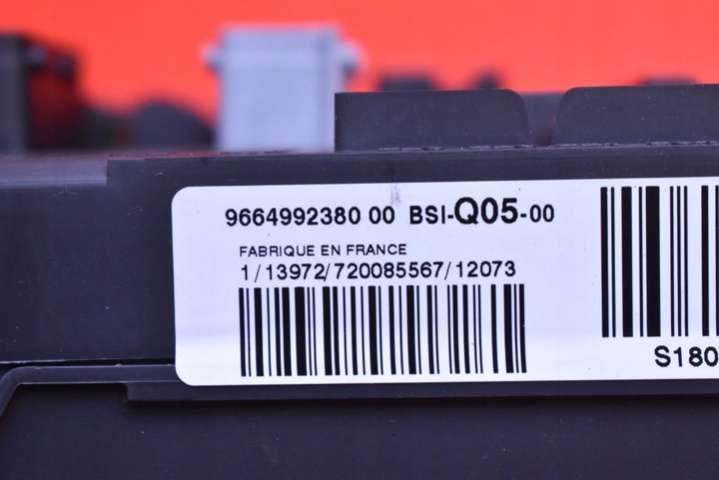 9664992380 00 BSI-Q05-00
FABRIQUE EN FRANCE
1/13972/720085567/12073
S180